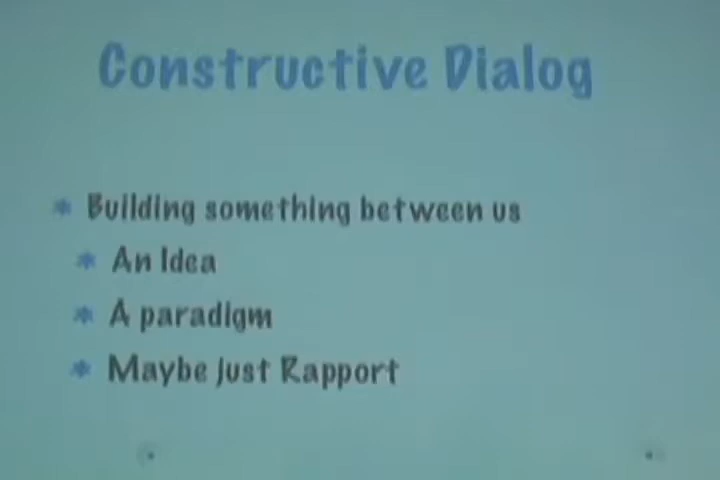 Constructive Dialog
Building something between us
An Idea
A paradigm
Maybe just Rapport